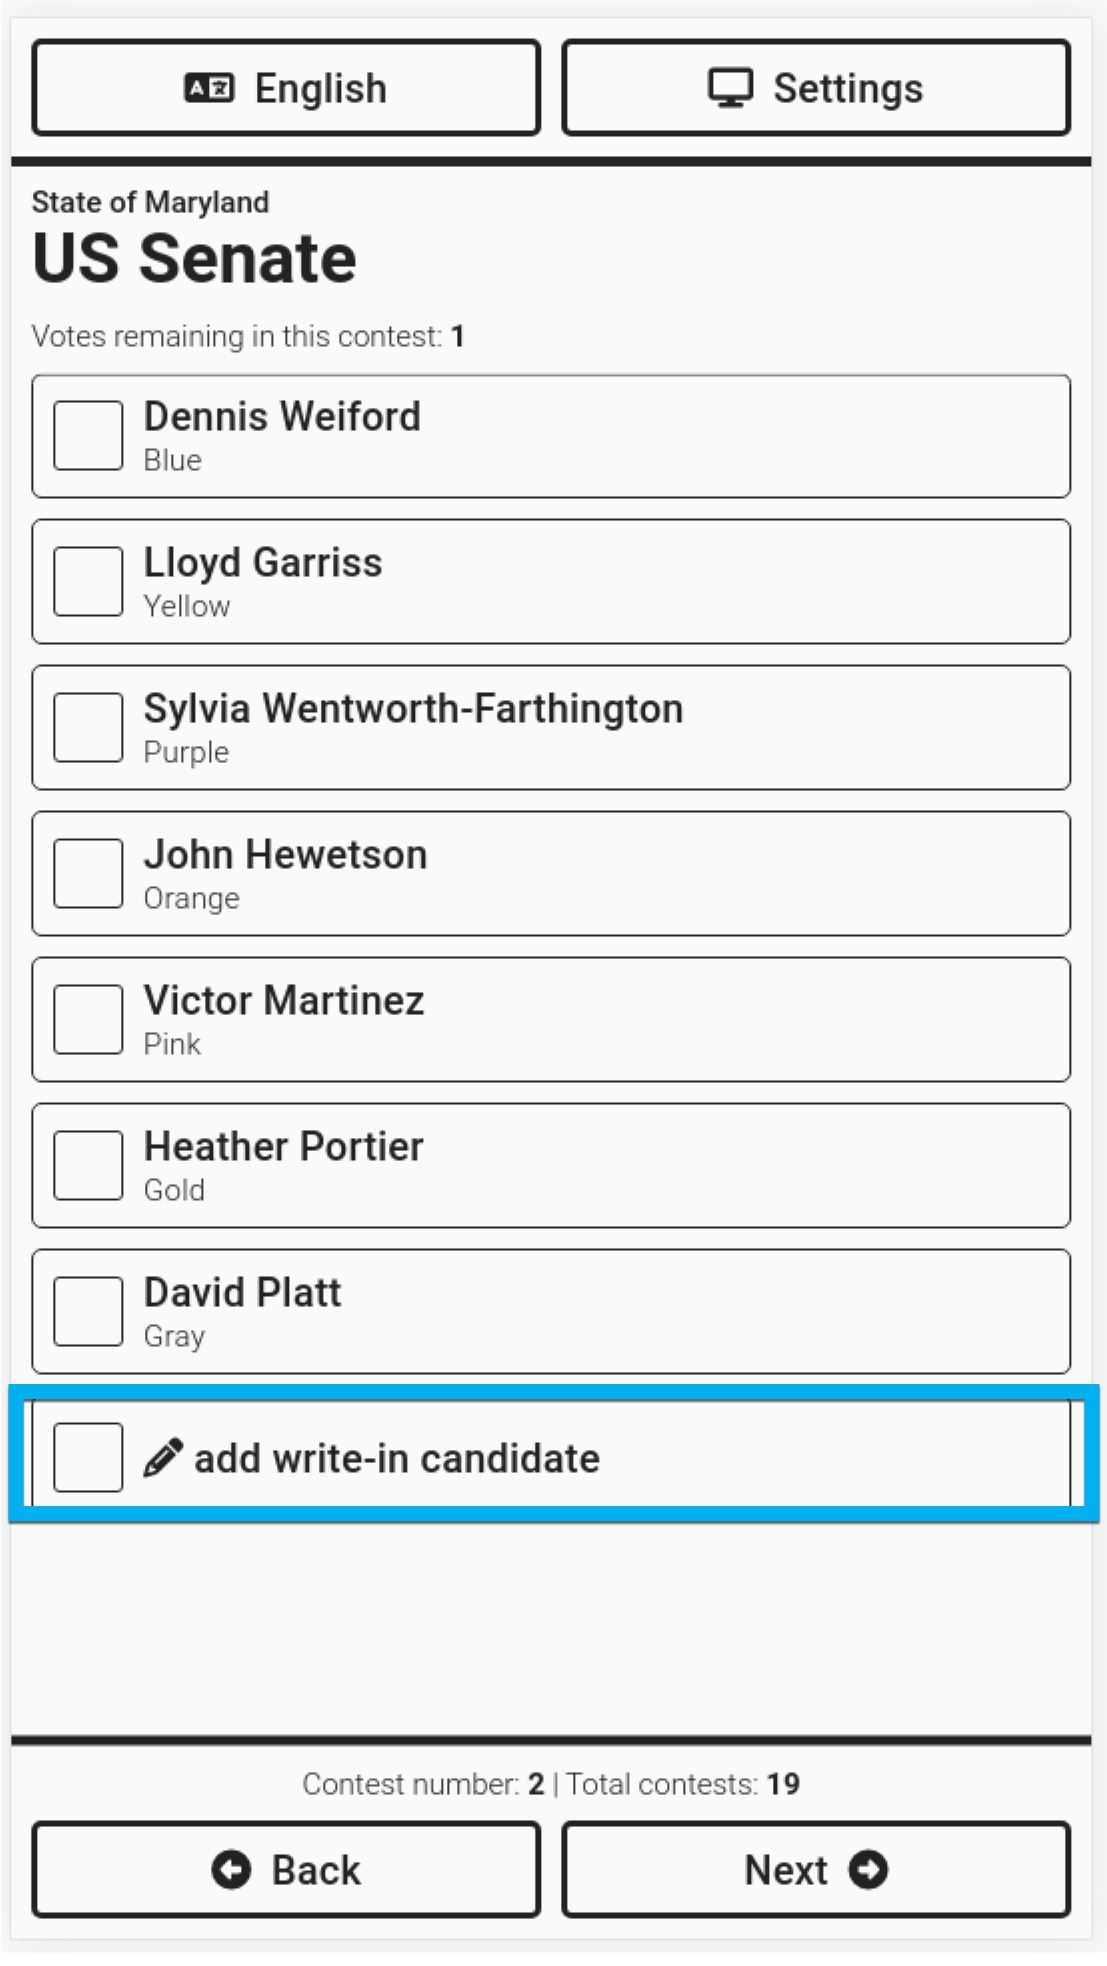 English
Settings
State of Maryland
US Senate
Votes remaining in this contest: 1
Dennis Weiford
Blue
Lloyd Garriss
Yellow
Sylvia Wentworth-Farthington
Purple
John Hewetson
Orange
Victor Martinez
Pink
Heather Portier
Gold
David Platt
Gray
add write-in candidate
Contest number: 2 | Total contests: 19
Back
Next